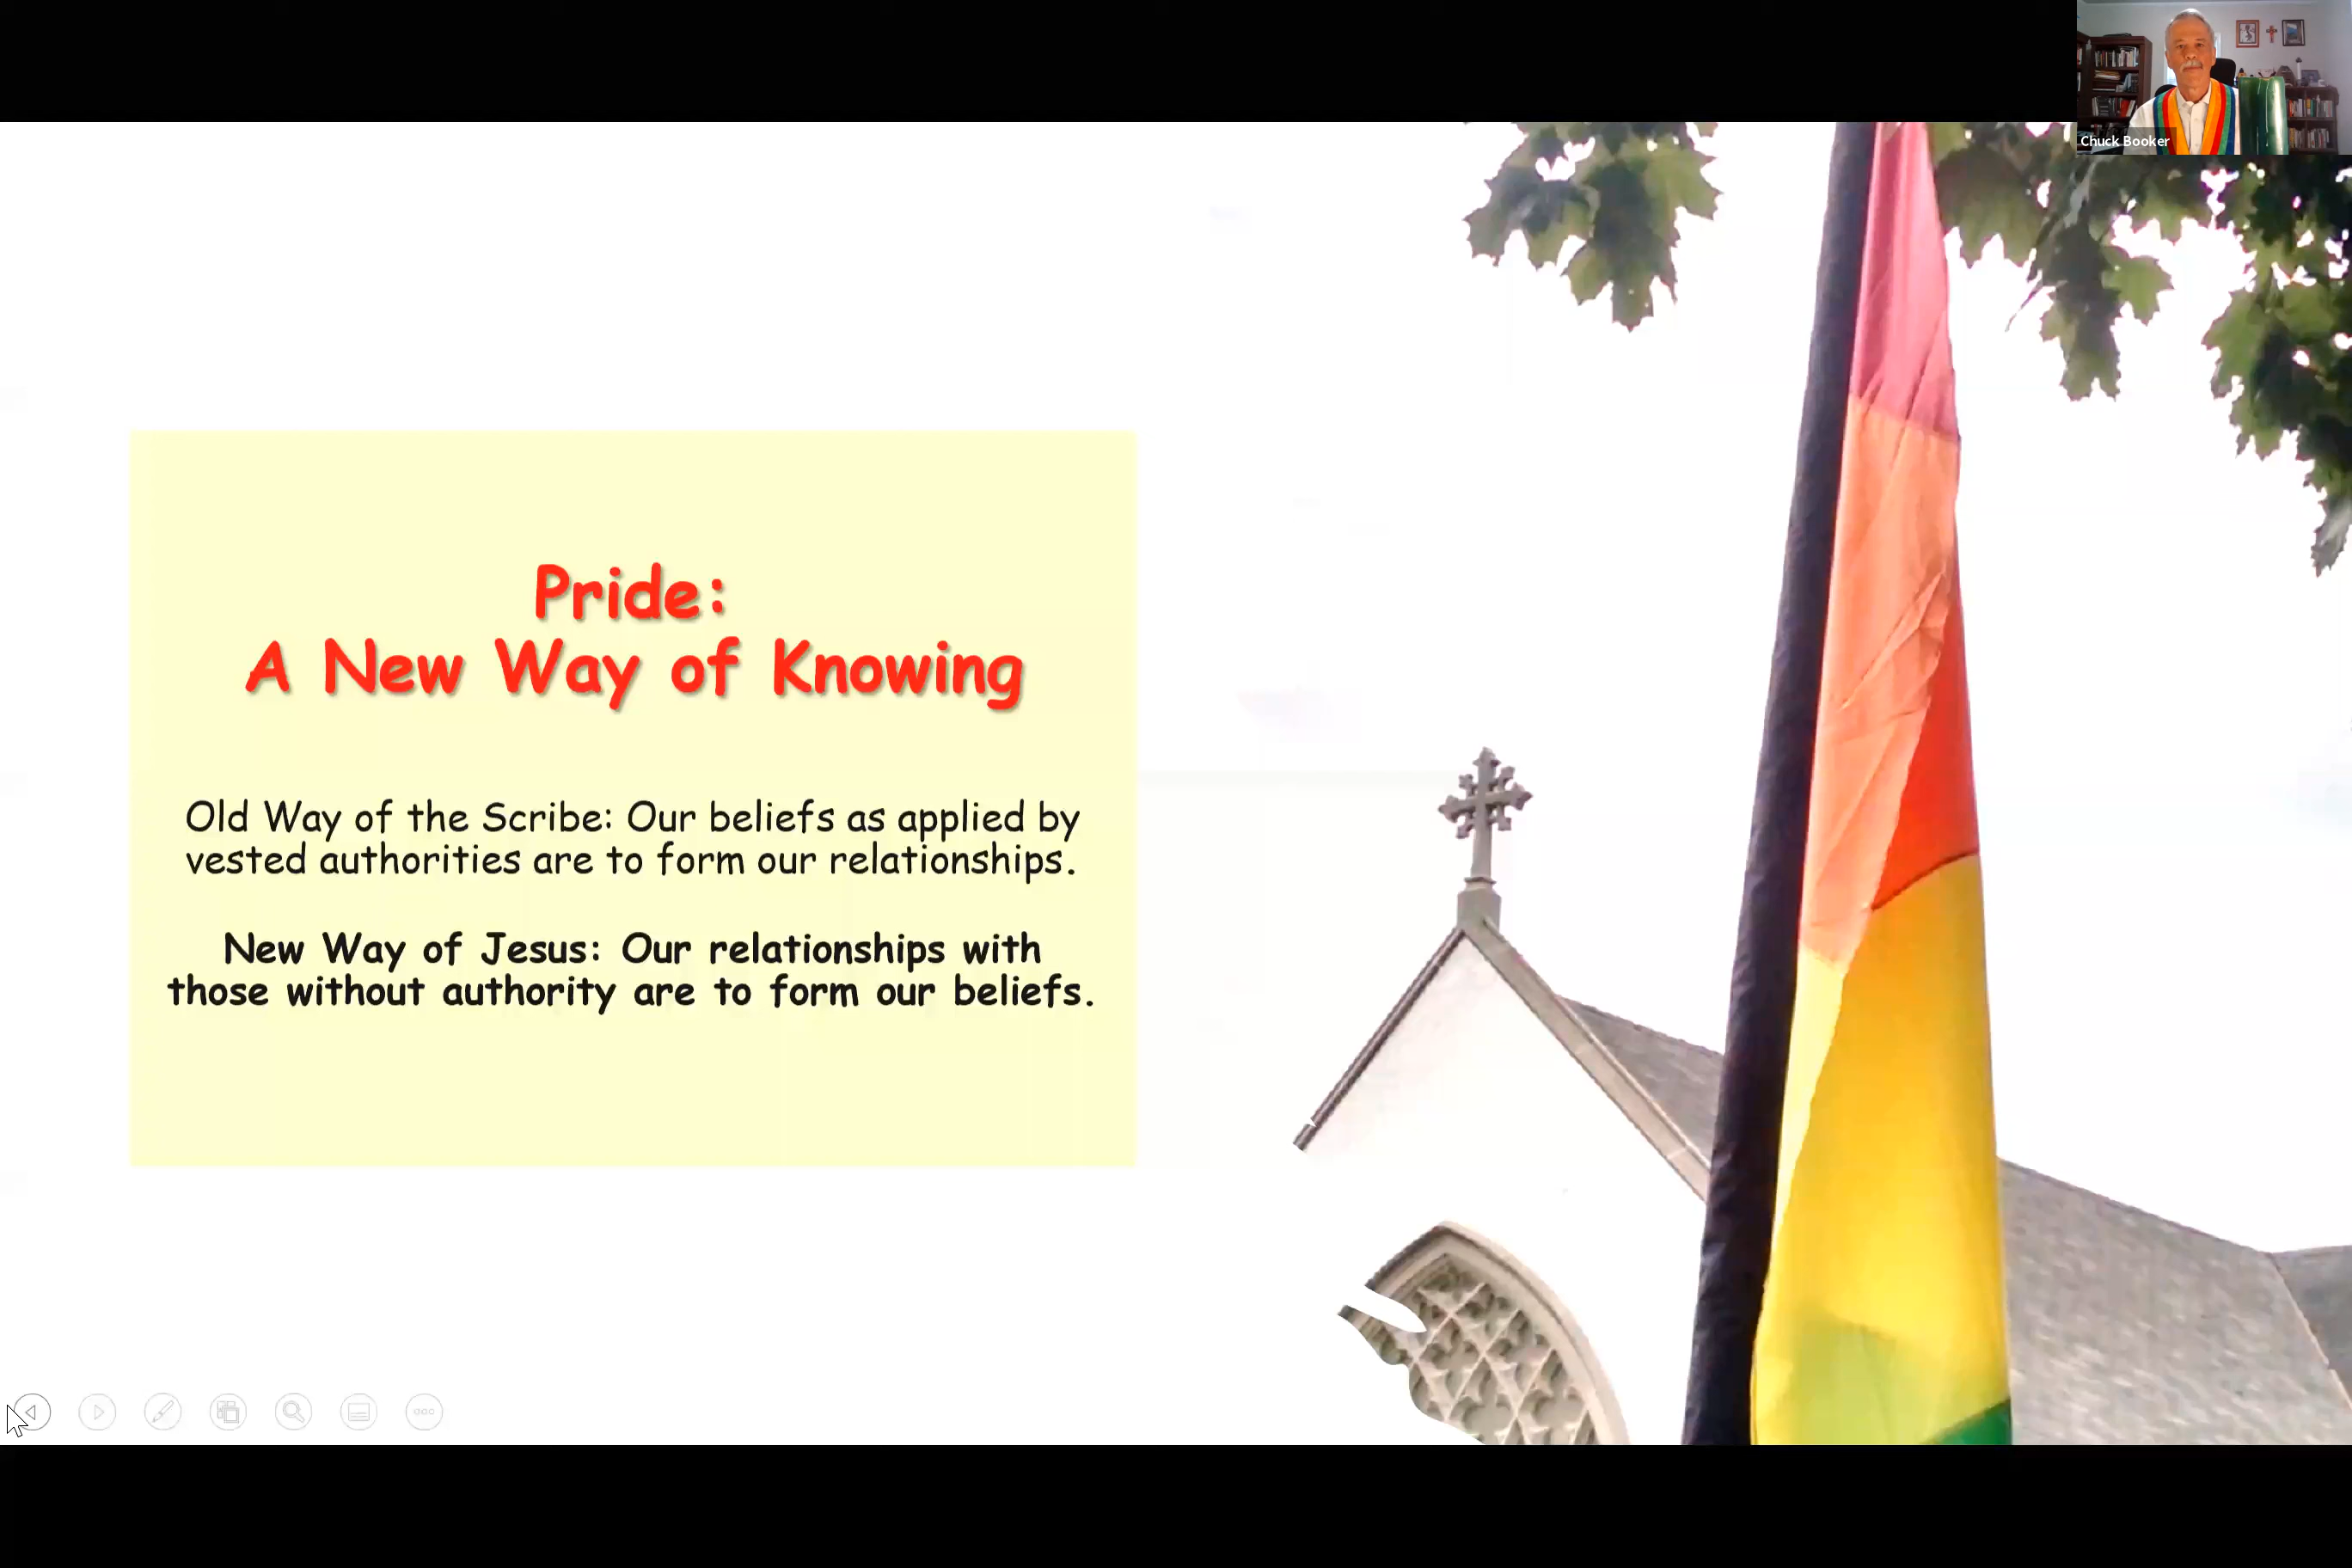 Chuck Booker
Pride:
A New Way of Knowing
Old Way of the Scribe: Our beliefs as applied by
vested authorities are to form our relationships.
New Way of Jesus: Our relationships with
those without authority are to form our beliefs.